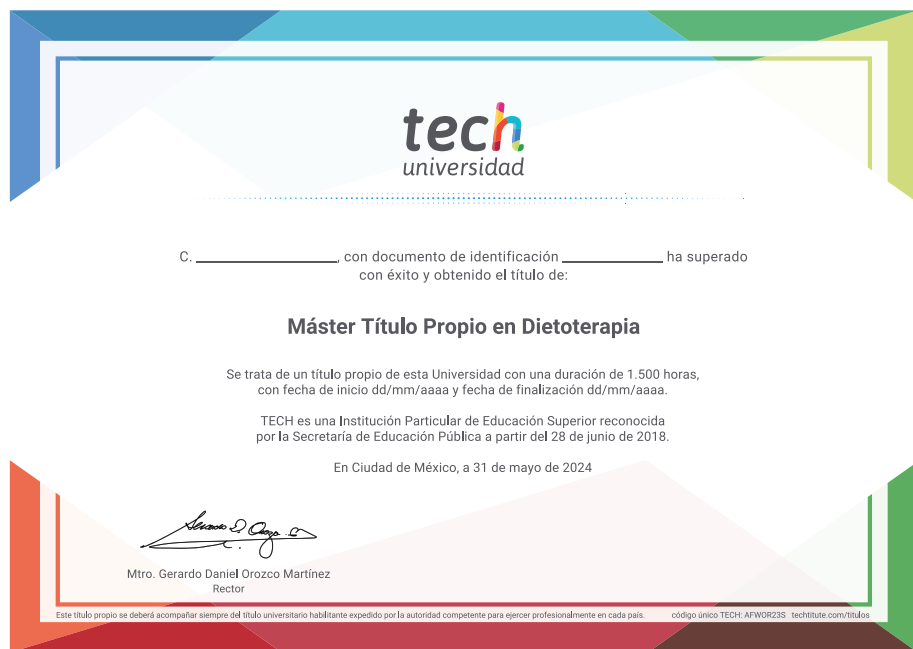 tech
universidad
C. ____________________, con documento de identificación ______________ ha superado
con éxito y obtenido el título de:
Máster Título Propio en Dietoterapia
Se trata de un título propio de esta Universidad con una duración de 1.500 horas,
con fecha de inicio dd/mm/aaaa y fecha de finalización dd/mm/aaaa.
TECH es una Institución Particular de Educación Superior reconocida
por la Secretaría de Educación Pública a partir del 28 de junio de 2018.
En Ciudad de México, a 31 de mayo de 2024
Mtro. Gerardo Daniel Orozco Martínez
Rector
Este título propio se deberá acompañar siempre del título universitario habilitante expedido por la autoridad competente para ejercer profesionalmente en cada país. código único TECH: AFWOR23S techtitute.com/titulos